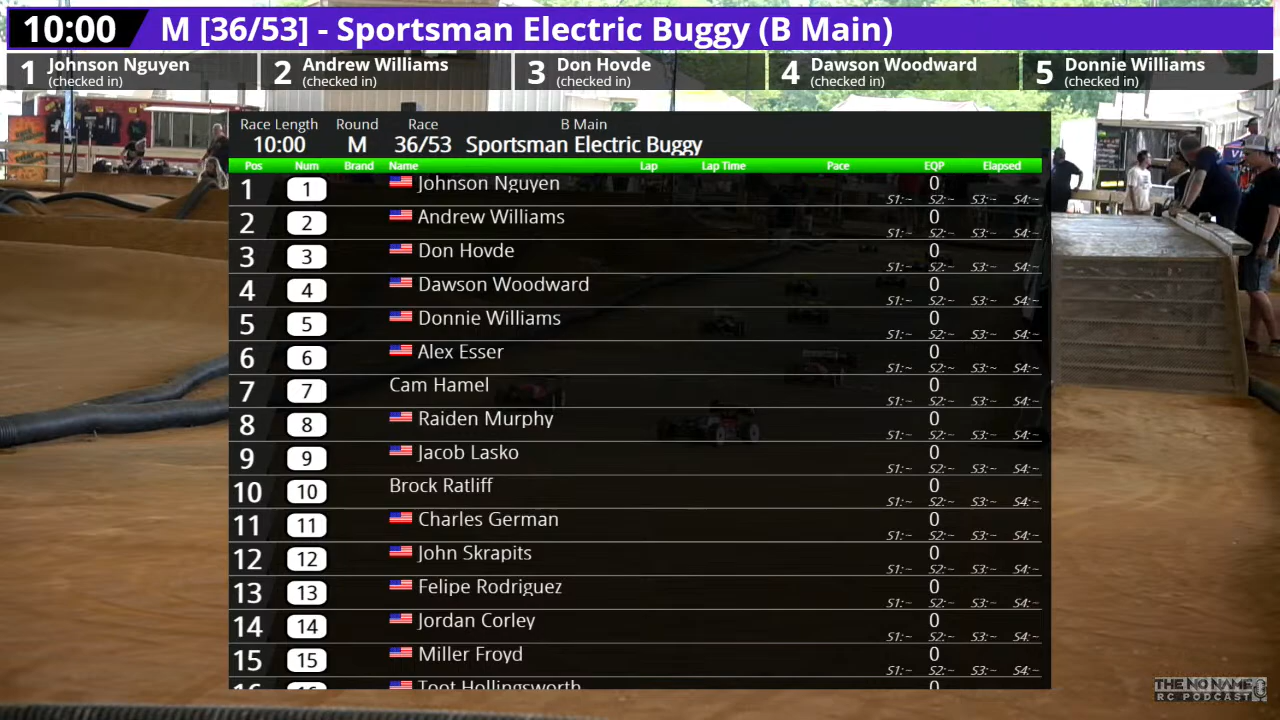 10:00 M [36/53] - Sportsman Electric Buggy (B Main)
1 Johnson Nguyen (checked in)
2 Andrew Williams (checked in)
3 Don Hovde (checked in)
4 Dawson Woodward (checked in)
5 Donnie Williams (checked in)
Race Length Round Race B Main
10:00 M 36/53 Sportsman Electric Buggy
Pos Num Brand Name Lap Lap Time Pace EQP Elapsed
1 1 Johnson Nguyen 0
S1:~ S2:~ S3:~ S4:~
2 2 Andrew Williams 0
S1:~ S2:~ S3:~ S4:~
3 3 Don Hovde 0
S1:~ S2:~ S3:~ S4:~
4 4 Dawson Woodward 0
S1:~ S2:~ S3:~ S4:~
5 5 Donnie Williams 0
S1:~ S2:~ S3:~ S4:~
6 6 Alex Esser 0
S1:~ S2:~ S3:~ S4:~
7 7 Cam Hamel 0
S1:~ S2:~ S3:~ S4:~
8 8 Raiden Murphy 0
S1:~ S2:~ S3:~ S4:~
9 9 Jacob Lasko 0
S1:~ S2:~ S3:~ S4:~
10 10 Brock Ratliff 0
S1:~ S2:~ S3:~ S4:~
11 11 Charles German 0
S1:~ S2:~ S3:~ S4:~
12 12 John Skrapits 0
S1:~ S2:~ S3:~ S4:~
13 13 Felipe Rodriguez 0
S1:~ S2:~ S3:~ S4:~
14 14 Jordan Corley 0
S1:~ S2:~ S3:~ S4:~
15 15 Miller Froyd 0
S1:~ S2:~ S3:~ S4:~
16 16 Toot Hollingsworth 0
THE NO NAME
RC PODCAST